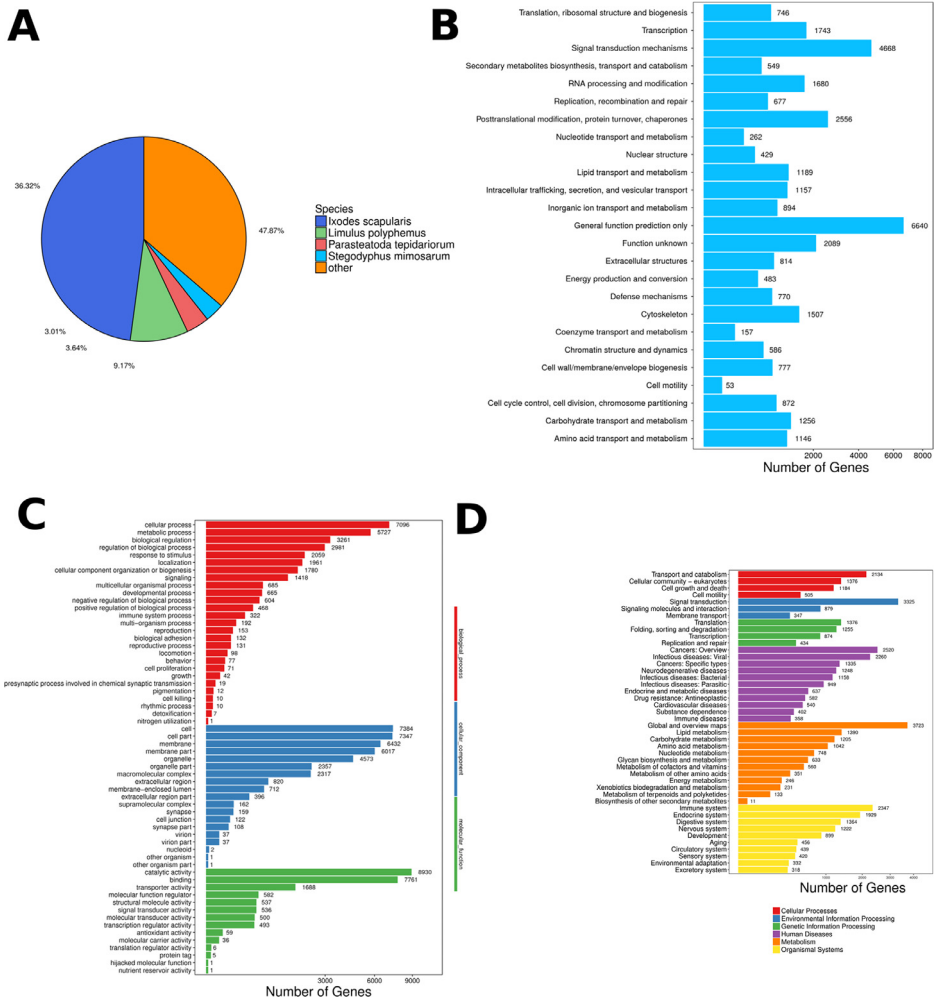 A
36.32%
47.87%
3.01%
3.64%
9.17%
Species
Ixodes scapularis
Limulus polyphemus
Parasteatoda tepidariorum
Stegodyphus mimosarum
other
B
Translation, ribosomal structure and biogenesis 746
Transcription 1743
Signal transduction mechanisms 4668
Secondary metabolites biosynthesis, transport and catabolism 549
RNA processing and modification 1680
Replication, recombination and repair 677
Posttranslational modification, protein turnover, chaperones 2556
Nucleotide transport and metabolism 262
Nuclear structure 429
Lipid transport and metabolism 1189
Intracellular trafficking, secretion, and vesicular transport 1157
Inorganic ion transport and metabolism 894
General function prediction only 6640
Function unknown 2089
Extracellular structures 814
Energy production and conversion 483
Defense mechanisms 770
Cytoskeleton 1507
Coenzyme transport and metabolism 157
Chromatin structure and dynamics 586
Cell wall/membrane/envelope biogenesis 777
Cell motility 53
Cell cycle control, cell division, chromosome partitioning 872
Carbohydrate transport and metabolism 1256
Amino acid transport and metabolism 1146
2000 4000 6000 8000
Number of Genes
C
cellular process 7096
metabolic process 5727
biological regulation 3261
regulation of biological process 2981
response to stimulus 2059
localization 1961
cellular component organization or biogenesis 1780
signaling 1418
multicellular organismal process 685
developmental process 665
negative regulation of biological process 604
positive regulation of biological process 468
immune system process 322
multi−organism process 192
reproduction 153
biological adhesion 132
reproductive process 131
locomotion 98
behavior 77
cell proliferation 71
growth 42
presynaptic process involved in chemical synaptic transmission 19
pigmentation 12
cell killing 10
rhythmic process 10
detoxification 7
nitrogen utilization 1
cell 7384
cell part 7347
membrane 6432
membrane part 6017
organelle 4573
organelle part 2357
macromolecular complex 2317
extracellular region 820
membrane−enclosed lumen 712
extracellular region part 396
supramolecular complex 162
synapse 159
cell junction 122
synapse part 108
virion 37
virion part 37
nucleoid 2
other organism 1
other organism part 1
catalytic activity 8930
binding 7761
transporter activity 1688
molecular function regulator 582
structural molecule activity 537
signal transducer activity 536
molecular transducer activity 500
transcription regulator activity 493
antioxidant activity 59
molecular carrier activity 36
translation regulator activity 6
protein tag 5
hijacked molecular function 1
nutrient reservoir activity 1
3000 6000 9000
Number of Genes
biological_process
cellular_component
molecular_function
D
Transport and catabolism 2134
Cellular community − eukaryotes 1376
Cell growth and death 1184
Cell motility 505
Signal transduction 3325
Signaling molecules and interaction 879
Membrane transport 347
Translation 1376
Folding, sorting and degradation 1255
Transcription 874
Replication and repair 434
Cancers: Overview 2520
Infectious diseases: Viral 2260
Cancers: Specific types 1335
Neurodegenerative diseases 1248
Infectious diseases: Bacterial 1158
Infectious diseases: Parasitic 949
Endocrine and metabolic diseases 637
Drug resistance: Antineoplastic 582
Cardiovascular diseases 540
Substance dependence 402
Immune diseases 358
Global and overview maps 3723
Lipid metabolism 1390
Carbohydrate metabolism 1205
Amino acid metabolism 1042
Nucleotide metabolism 748
Glycan biosynthesis and metabolism 633
Metabolism of cofactors and vitamins 560
Metabolism of other amino acids 351
Energy metabolism 246
Xenobiotics biodegradation and metabolism 231
Metabolism of terpenoids and polyketides 133
Biosynthesis of other secondary metabolites 11
Immune system 2347
Endocrine system 1929
Digestive system 1354
Nervous system 1222
Development 899
Aging 456
Circulatory system 439
Sensory system 420
Environmental adaptation 332
Excretory system 316
1000 2000 3000 4000
Number of Genes
Cellular Processes
Environmental Information Processing
Genetic Information Processing
Human Diseases
Metabolism
Organismal Systems